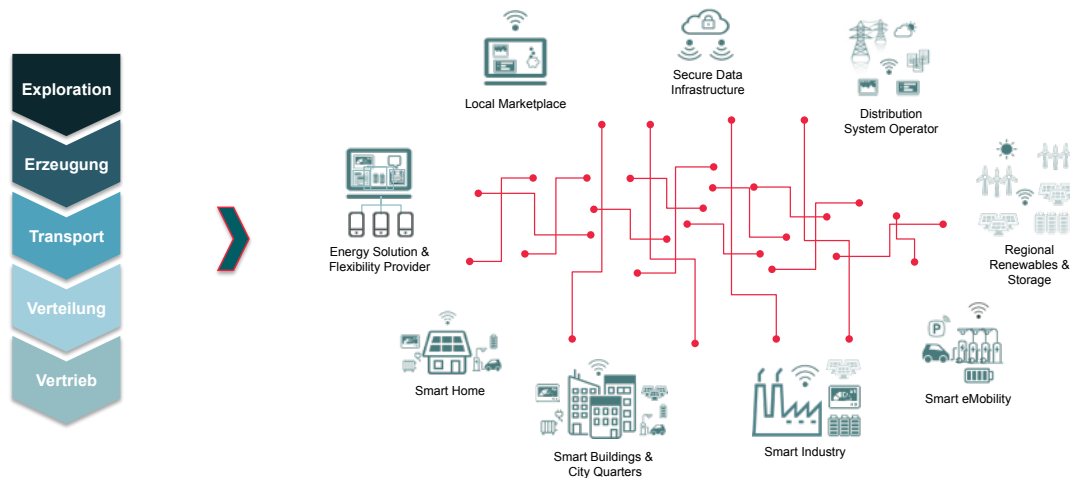 Exploration
Erzeugung
Transport
Verteilung
Vertrieb
Local Marketplace
Secure Data
Infrastructure
Distribution
System Operator
Energy Solution &
Flexibility Provider
Regional
Renewables &
Storage
Smart Home
P
Smart eMobility
Smart Buildings &
City Quarters
Smart Industry